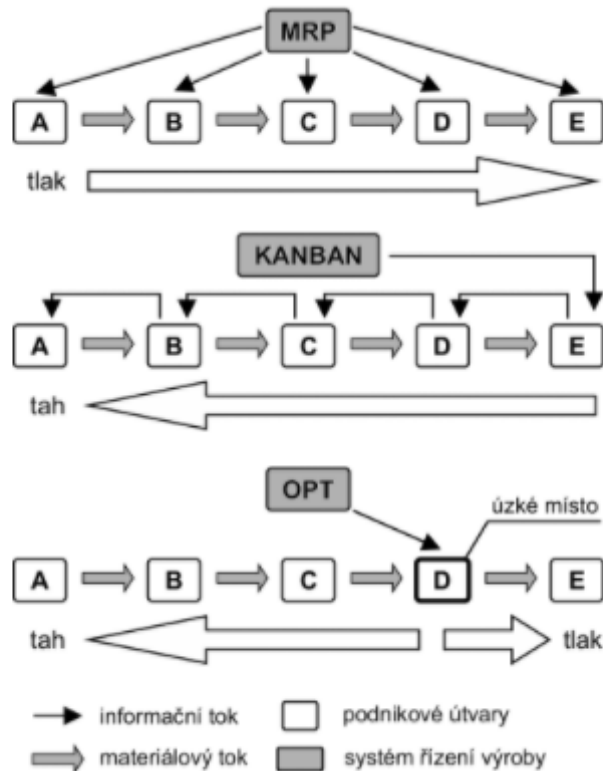 MRP
A B C D E
tlak
KANBAN
A B C D E
tah
OPT
úzké místo
A B C D E
tah tlak
informační tok podnikové útvary
materiálový tok systém řízení výroby